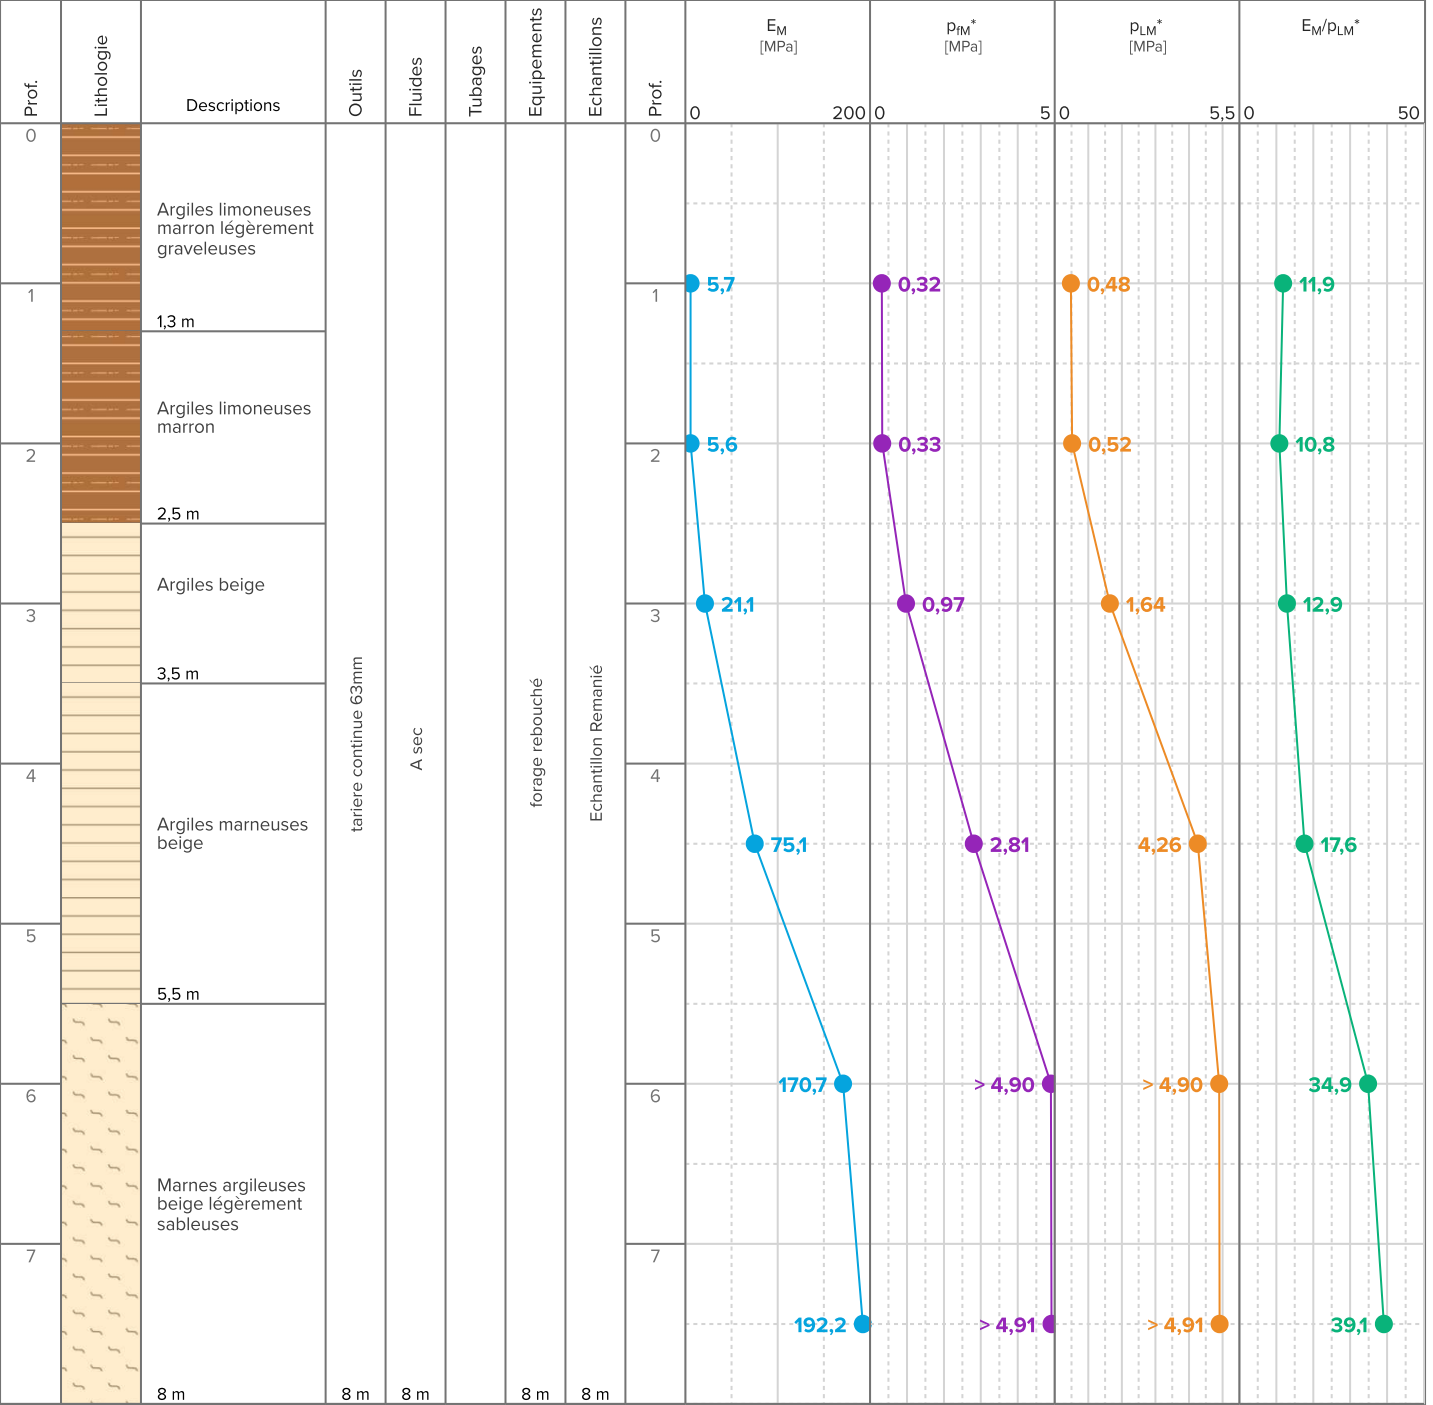 Prof.
Lithologie
Descriptions
Outils
Fluides
Tubages
Equipements
Echantillons
Prof.
EM
[MPa]
0 200
pfM*
[MPa]
0 5
pLM*
[MPa]
0 5,5
EM/pLM*
0 50
0
1
2
3
4
5
6
7
Argiles limoneuses
marron légèrement
graveleuses
1,3 m
Argiles limoneuses
marron
2,5 m
Argiles beige
3,5 m
Argiles marneuses
beige
5,5 m
Marnes argileuses
beige légèrement
sableuses
8 m
tariere continue 63mm
8 m
A sec
8 m
forage rebouché
8 m
Echantillon Remanié
8 m
0
1
2
3
4
5
6
7
5,7
5,6
21,1
75,1
170,7
192,2
0,32
0,33
0,97
2,81
> 4,90
> 4,91
0,48
0,52
1,64
4,26
> 4,90
> 4,91
11,9
10,8
12,9
17,6
34,9
39,1